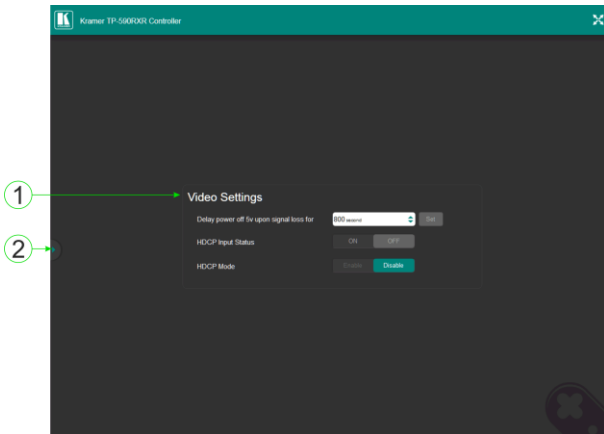 Kramer TP-590RXR Controller
1
Video Settings
Delay power off 5v upon signal loss for 800 second Set
2
HDCP Input Status ON OFF
HDCP Mode Enable Disable